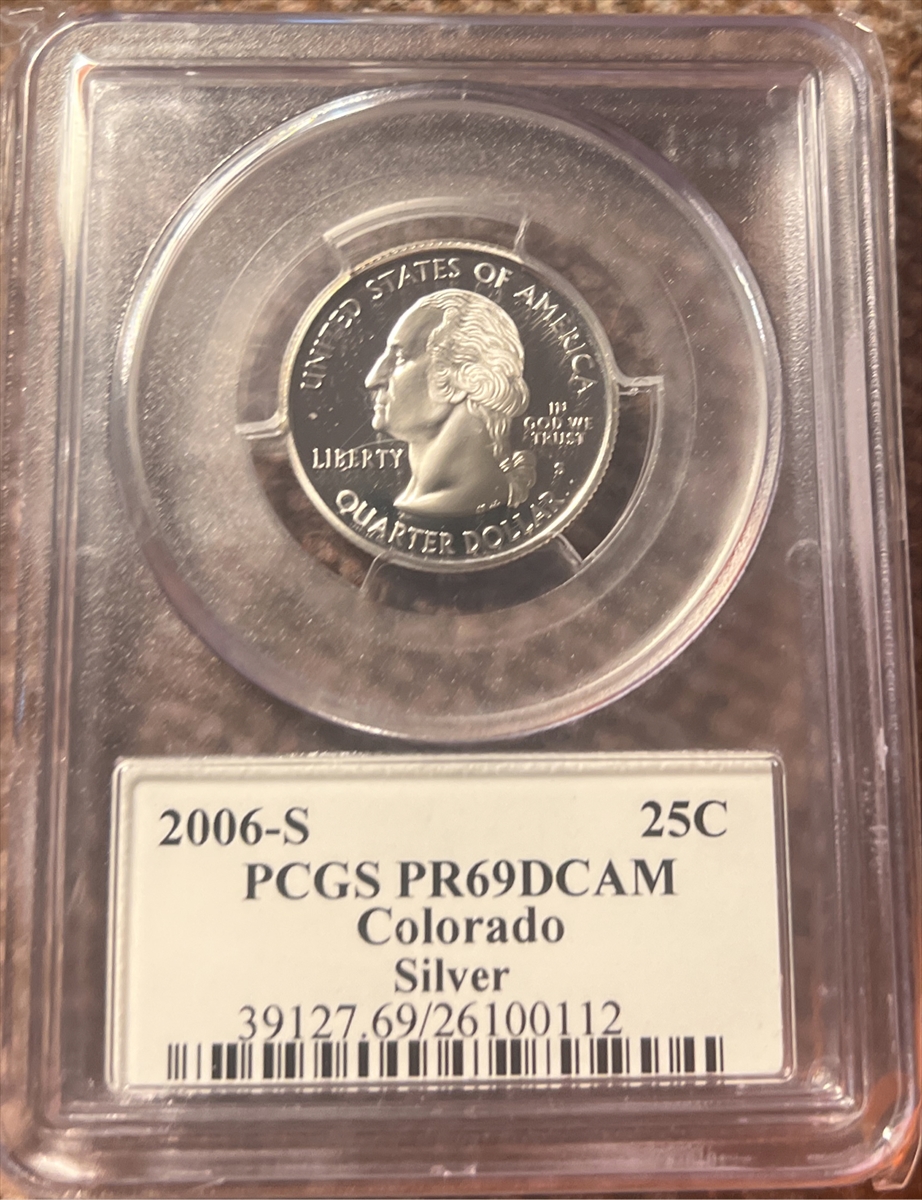 UNITED STATES OF AMERICA
IN
GOD WE
TRUST
LIBERTY
S
QUARTER DOLLAR
2006-S 25C
PCGS PR69DCAM
Colorado
Silver
39127.69/26100112